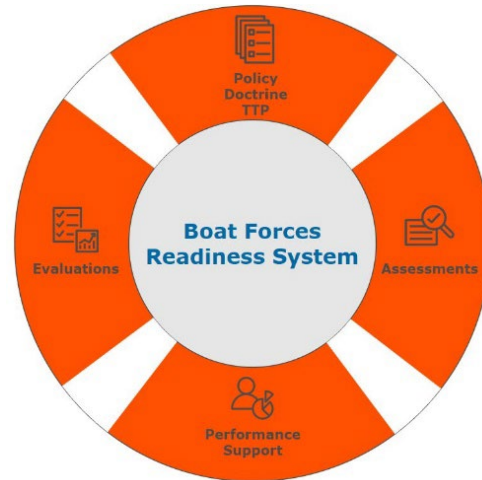 Policy
Doctrine
TTP
Boat Forces
Readiness System
Evaluations
Assessments
Performance
Support